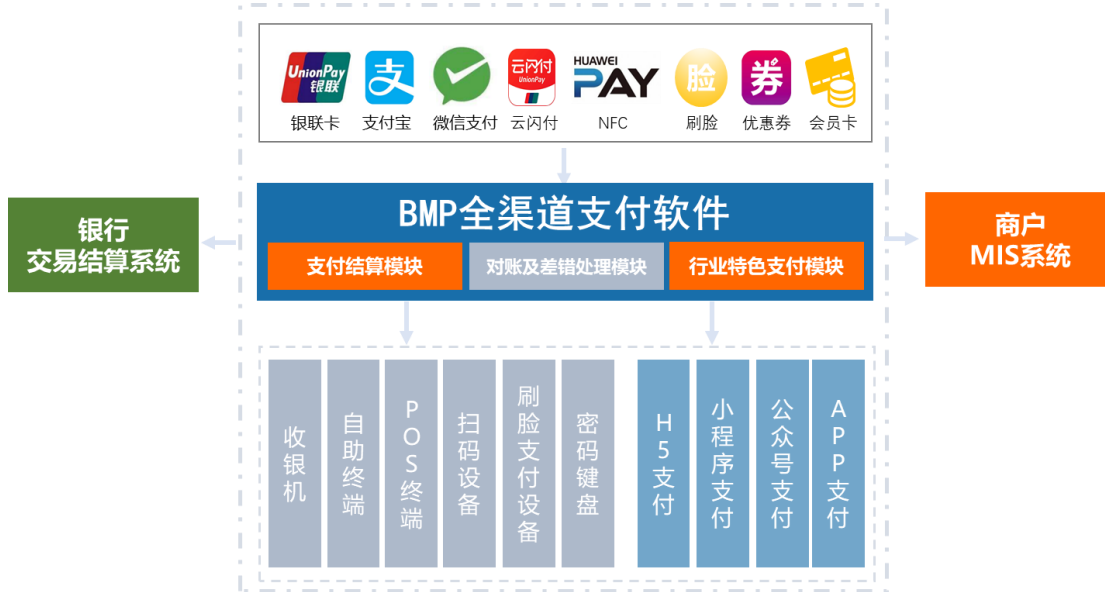 UnionPay
银联
支
云闪付
UnionPay
HUAWEI
PAY
脸
券
银联卡
支付宝
微信支付
云闪付
NFC
刷脸
优惠券
会员卡
BMP全渠道支付软件
支付结算模块
对账及差错处理模块
行业特色支付模块
银行
交易结算系统
商户
MIS系统
收银机
自助终端
POS终端
扫码设备
刷脸支付设备
密码键盘
H5支付
小程序支付
公众号支付
APP支付